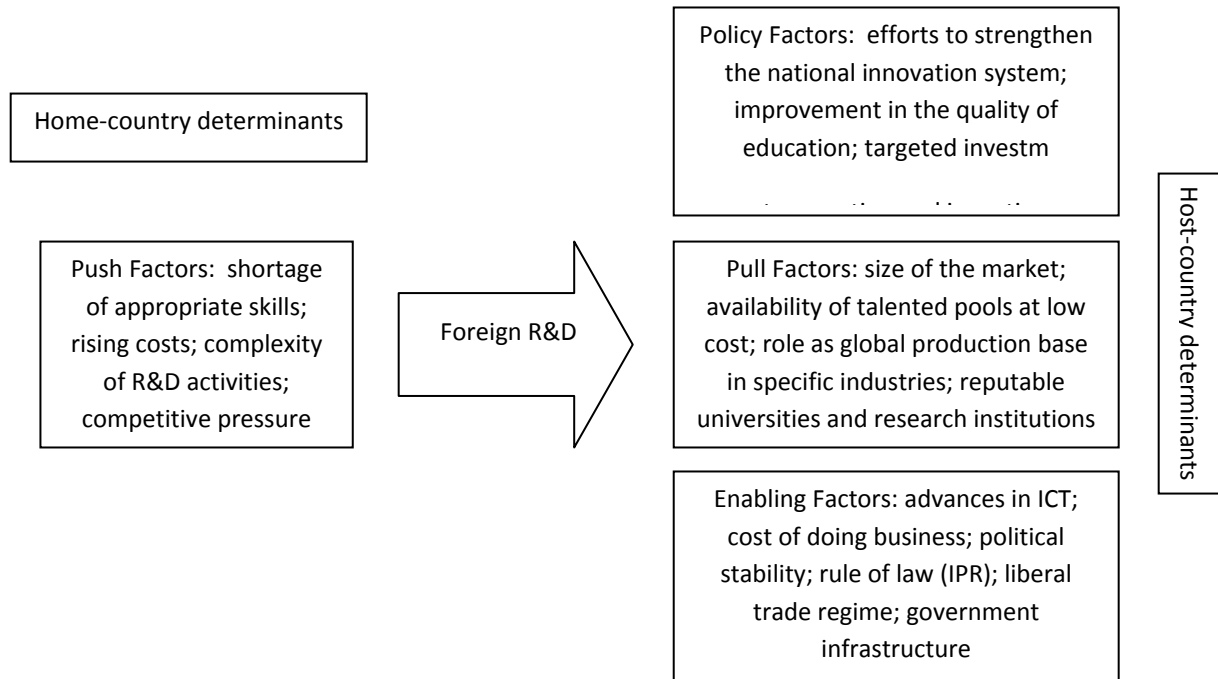 Home-country determinants
Push Factors: shortage
of appropriate skills;
rising costs; complexity
of R&D activities;
competitive pressure
Foreign R&D
Policy Factors: efforts to strengthen
the national innovation system;
improvement in the quality of
education; targeted investm
Pull Factors: size of the market;
availability of talented pools at low
cost; role as global production base
in specific industries; reputable
universities and research institutions
Enabling Factors: advances in ICT;
cost of doing business; political
stability; rule of law (IPR); liberal
trade regime; government
infrastructure
Host-country determinants